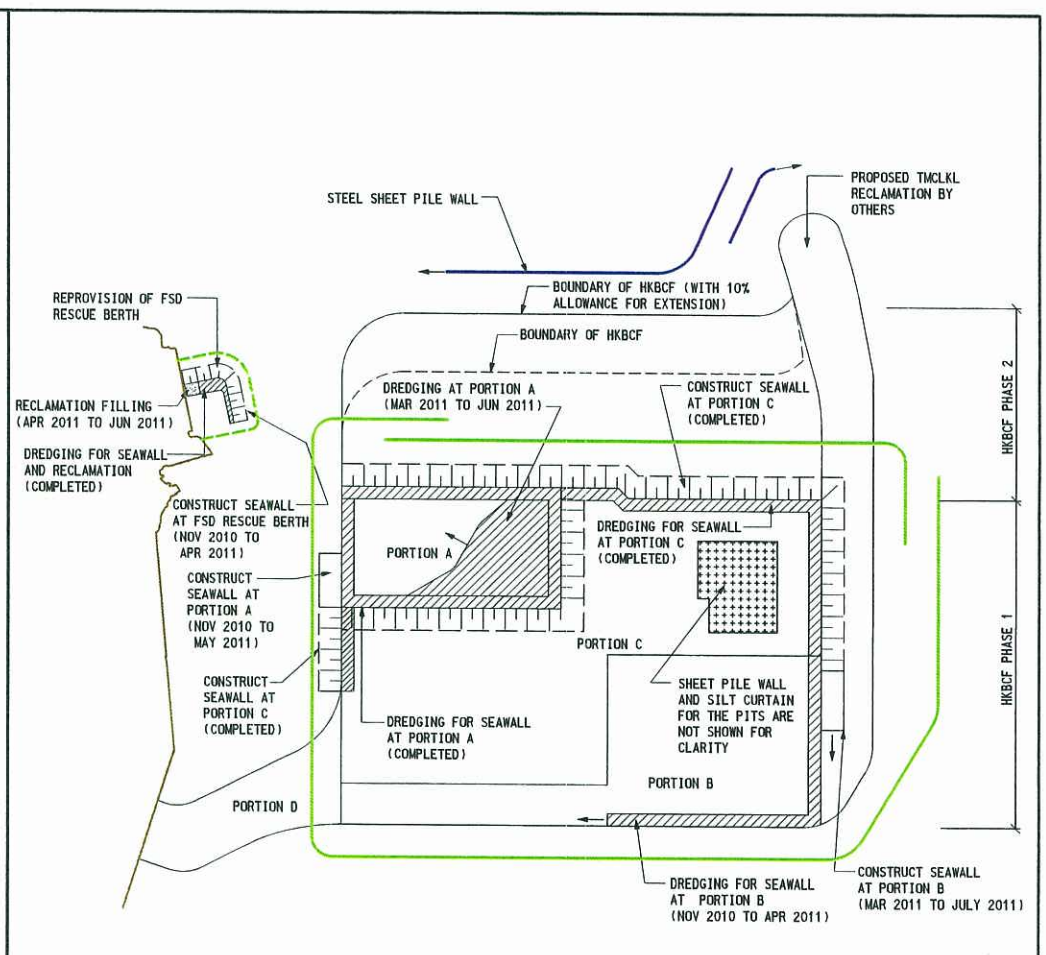 PROPOSED TMCLKL
RECLAMATION BY
OTHERS
STEEL SHEET PILE WALL
BOUNDARY OF HKBCF (WITH 10%
ALLOWANCE FOR EXTENSION)
REPROVISION OF FSD
RESCUE BERTH
BOUNDARY OF HKBCF
DREDGING AT PORTION A
(MAR 2011 TO JUN 2011)
CONSTRUCT SEAWALL
AT PORTION C
(COMPLETED)
HKBCF PHASE 2
RECLAMATION FILLING
(APR 2011 TO JUN 2011)
DREDGING FOR SEAWALL
AND RECLAMATION
(COMPLETED)
CONSTRUCT SEAWALL
AT FSD RESCUE BERTH
(NOV 2010 TO
APR 2011)
DREDGING FOR SEAWALL
AT PORTION C
(COMPLETED)
PORTION A
CONSTRUCT
SEAWALL AT
PORTION A
(NOV 2010 TO
MAY 2011)
PORTION C
HKBCF PHASE 1
CONSTRUCT
SEAWALL AT
PORTION C
(COMPLETED)
SHEET PILE WALL
AND SILT CURTAIN
FOR THE PITS ARE
NOT SHOWN FOR
CLARITY
DREDGING FOR SEAWALL
AT PORTION A
(COMPLETED)
PORTION B
PORTION D
DREDGING FOR SEAWALL
AT PORTION B
(NOV 2010 TO APR 2011)
CONSTRUCT SEAWALL
AT PORTION B
(MAR 2011 TO JULY 2011)